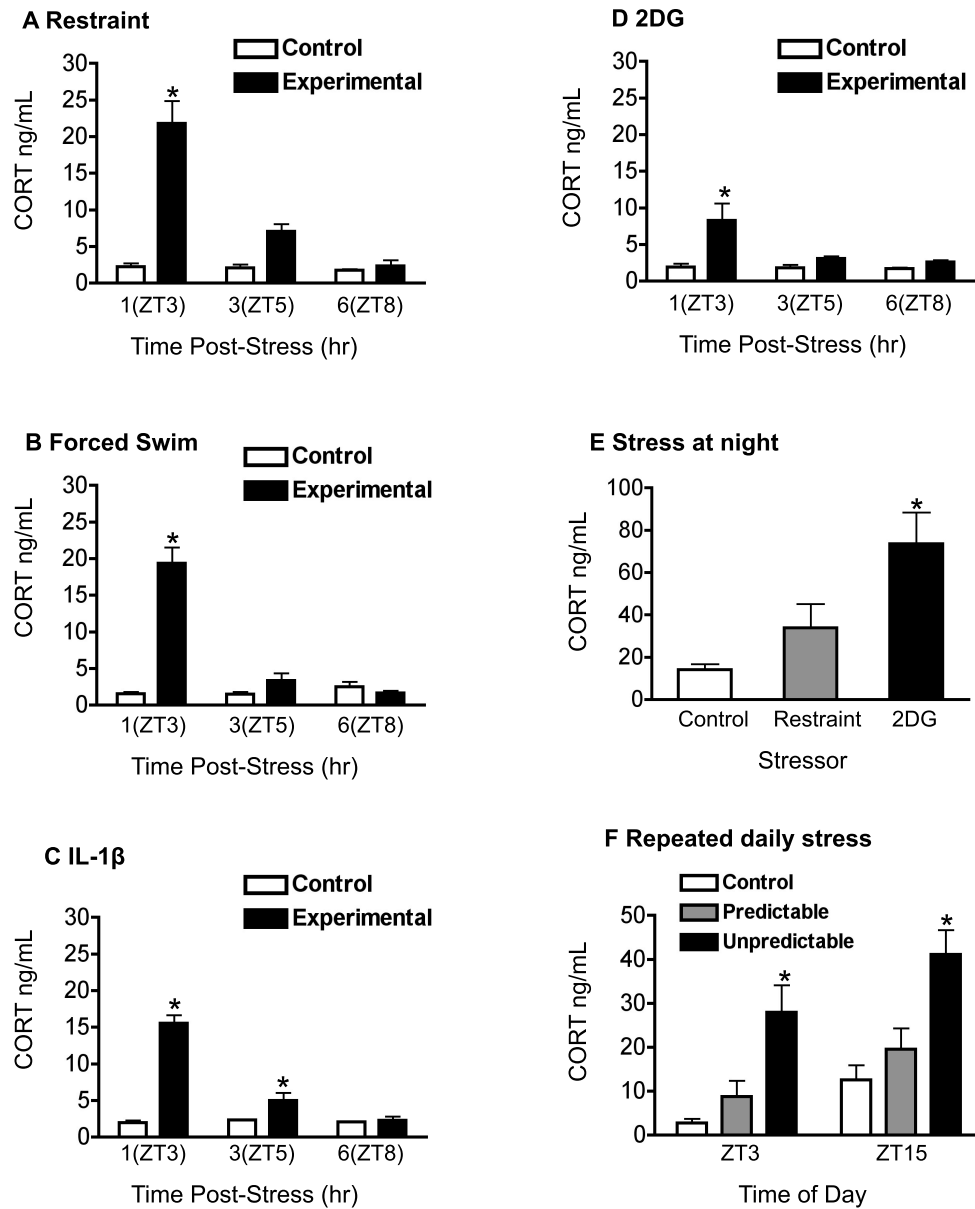 A Restraint
Control
Experimental
CORT ng/mL
30
25
20
15
10
5
0
*
1(ZT3) 3(ZT5) 6(ZT8)
Time Post-Stress (hr)
B Forced Swim
Control
Experimental
CORT ng/mL
30
25
20
15
10
5
0
*
1(ZT3) 3(ZT5) 6(ZT8)
Time Post-Stress (hr)
C IL-1β
Control
Experimental
CORT ng/mL
30
25
20
15
10
5
0
* *
1(ZT3) 3(ZT5) 6(ZT8)
Time Post-Stress (hr)
D 2DG
Control
Experimental
CORT ng/mL
30
25
20
15
10
5
0
*
1(ZT3) 3(ZT5) 6(ZT8)
Time Post-Stress (hr)
E Stress at night
CORT ng/mL
100
80
60
40
20
0
*
Control Restraint 2DG
Stressor
F Repeated daily stress
Control
Predictable
Unpredictable
CORT ng/mL
50
40
30
20
10
0
* *
ZT3 ZT15
Time of Day